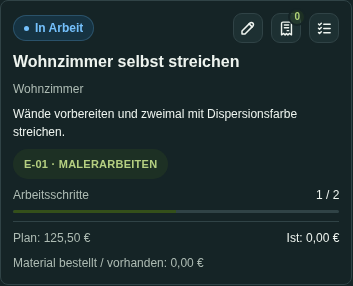 In Arbeit
0
Wohnzimmer selbst streichen
Wohnzimmer
Wände vorbereiten und zweimal mit Dispersionsfarbe
streichen.
E-01 · MALERARBEITEN
Arbeitsschritte 1 / 2
Plan: 125,50 € Ist: 0,00 €
Material bestellt / vorhanden: 0,00 €